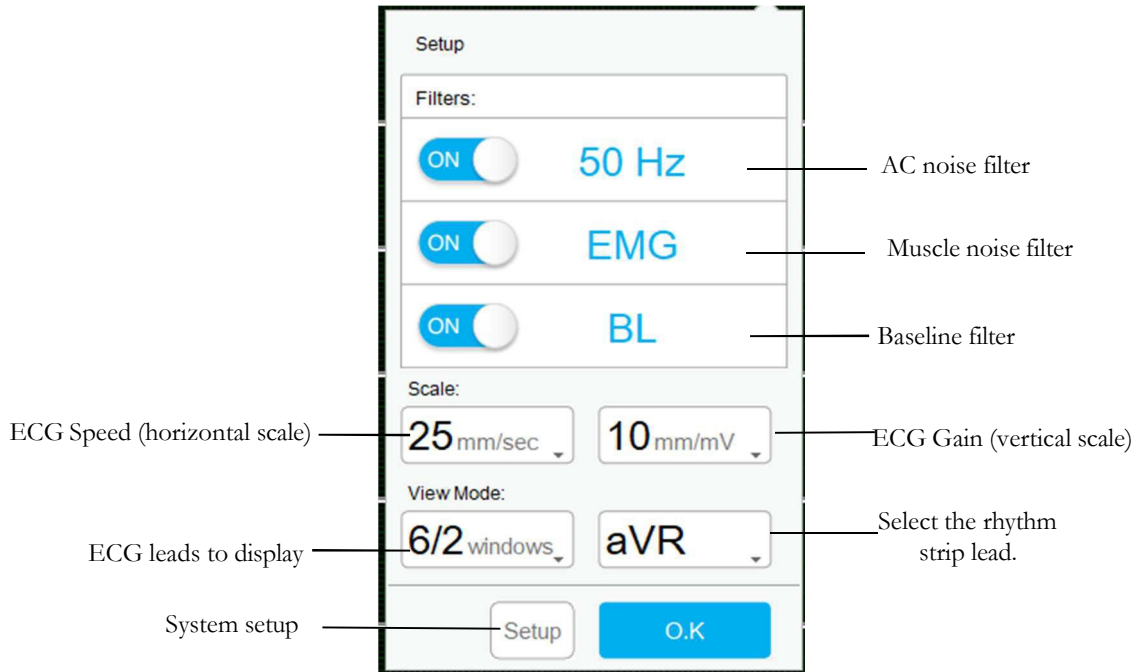 Setup
Filters:
ON 50 Hz
AC noise filter
ON EMG
Muscle noise filter
ON BL
Baseline filter
Scale:
ECG Speed (horizontal scale)
25 mm/sec
10 mm/mV
ECG Gain (vertical scale)
View Mode:
ECG leads to display
6/2 windows
aVR
Select the rhythm
strip lead.
System setup
Setup
O.K